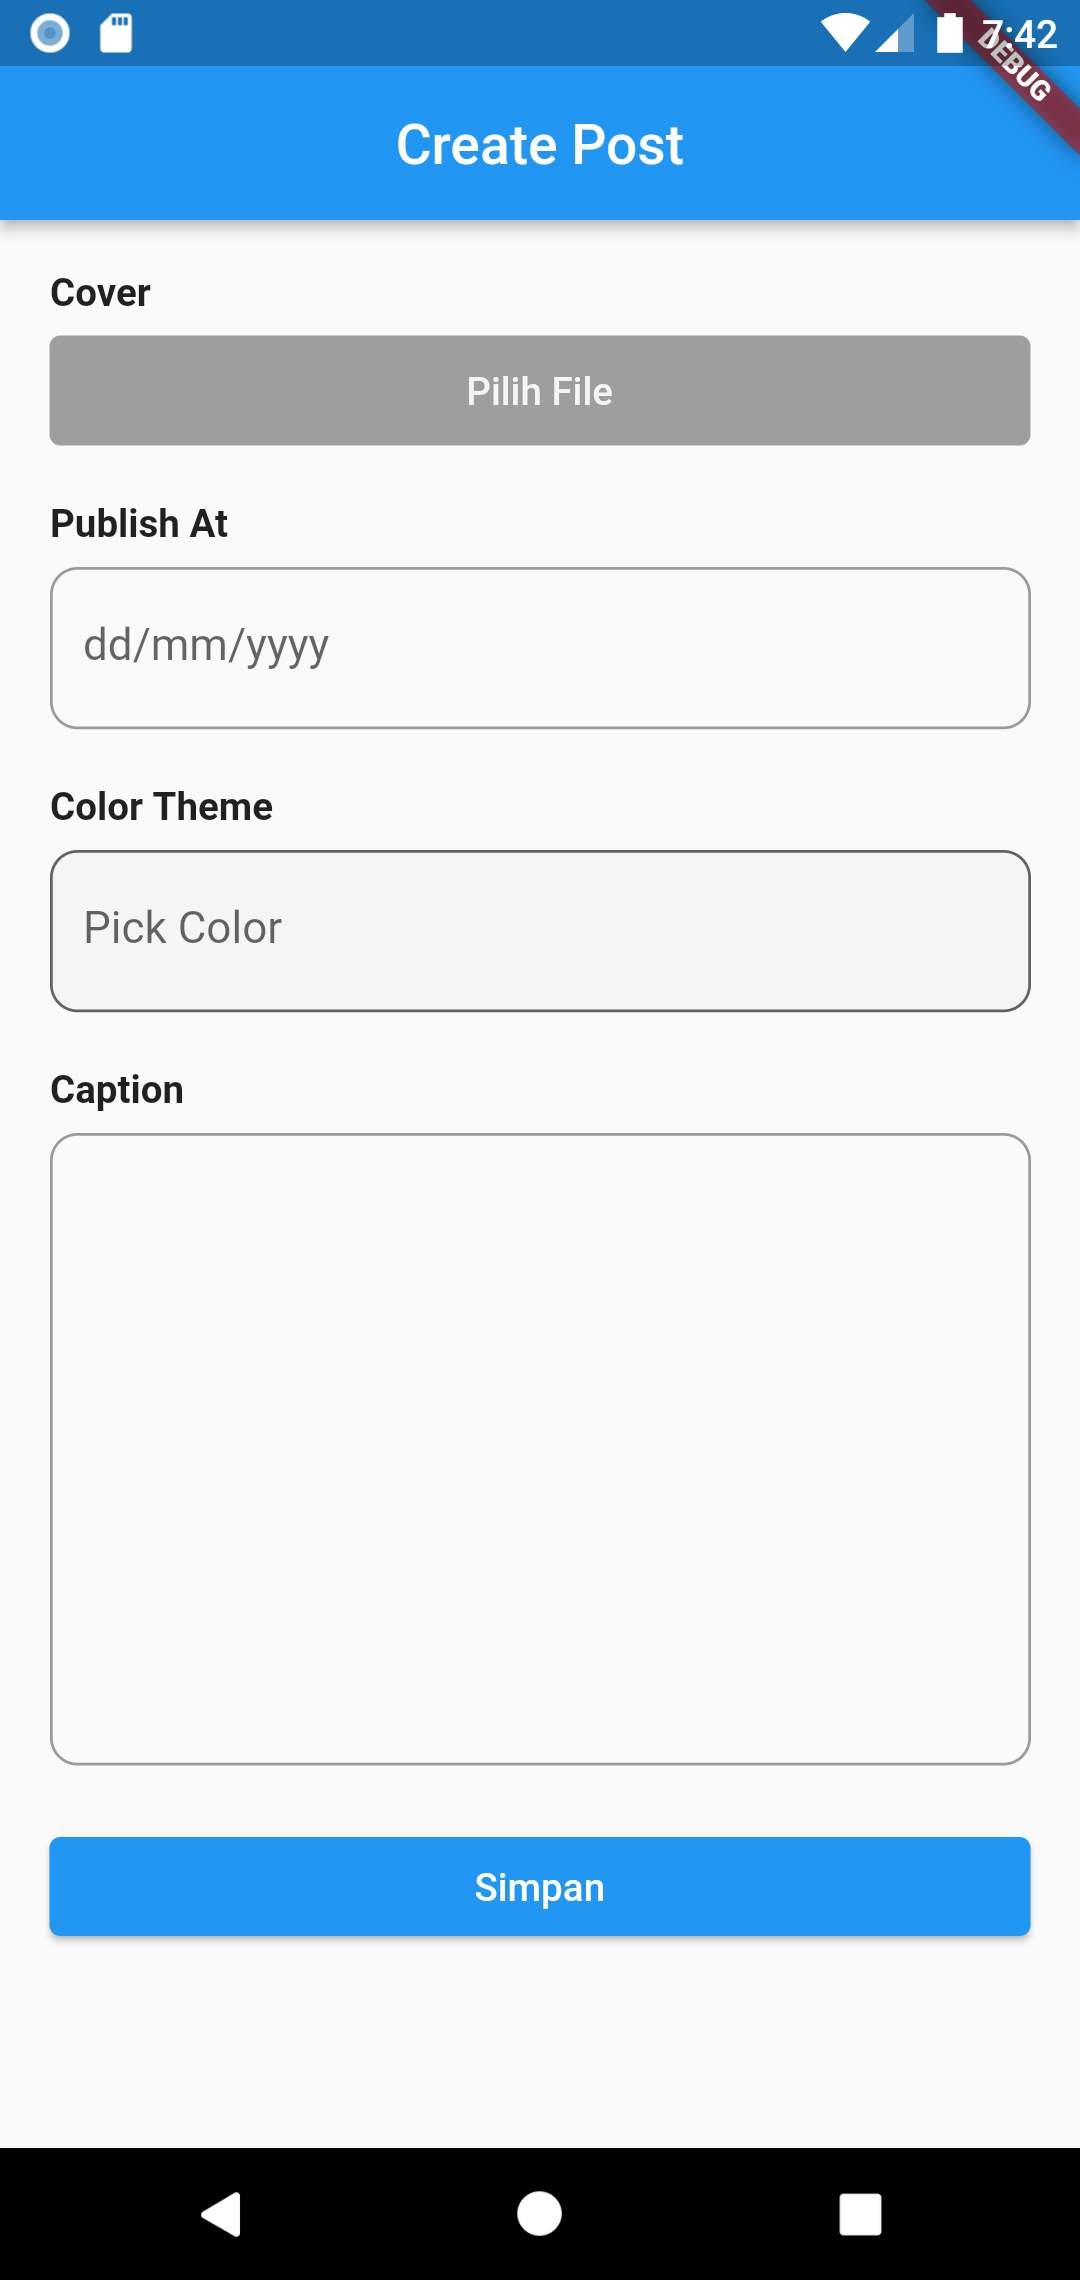 7:42
DEBUG
Create Post
Cover
Pilih File
Publish At
dd/mm/yyyy
Color Theme
Pick Color
Caption
Simpan